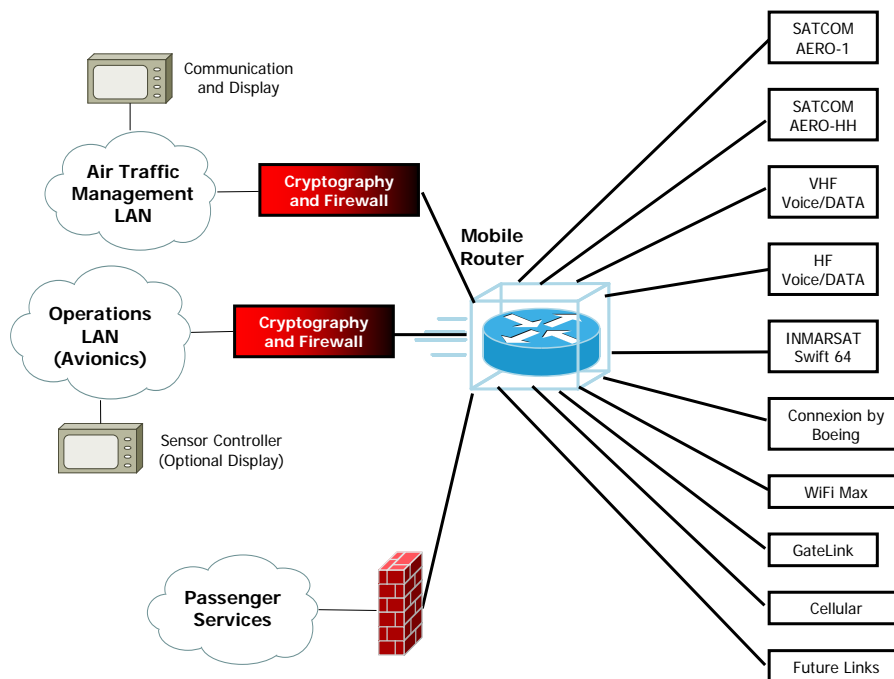 Communication
and Display
Air Traffic
Management
LAN
Cryptography
and Firewall
Operations
LAN
(Avionics)
Cryptography
and Firewall
Sensor Controller
(Optional Display)
Passenger
Services
Mobile
Router
SATCOM
AERO-1
SATCOM
AERO-HH
VHF
Voice/DATA
HF
Voice/DATA
INMARSAT
Swift 64
Connexion by
Boeing
WiFi Max
GateLink
Cellular
Future Links